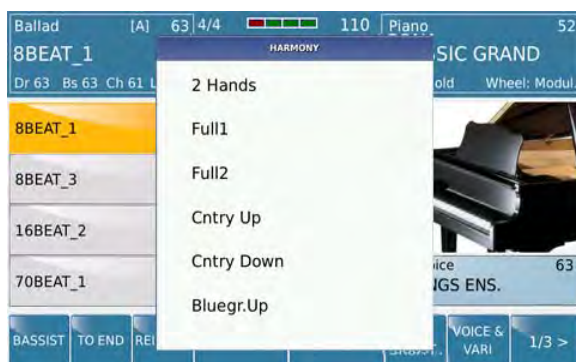 Ballad [A] 63 4/4 110 Piano 52
8BEAT_1 SIC GRAND
Dr 63 Bs 63 Ch 61 L old Wheel: Modul.
HARMONY
2 Hands
Full1
Full2
Cntry Up
Cntry Down
Bluegr.Up
8BEAT_1
8BEAT_3
16BEAT_2
70BEAT_1
ice 63
NGS ENS.
BASSIST TO END VOICE & VARI 1/3 >